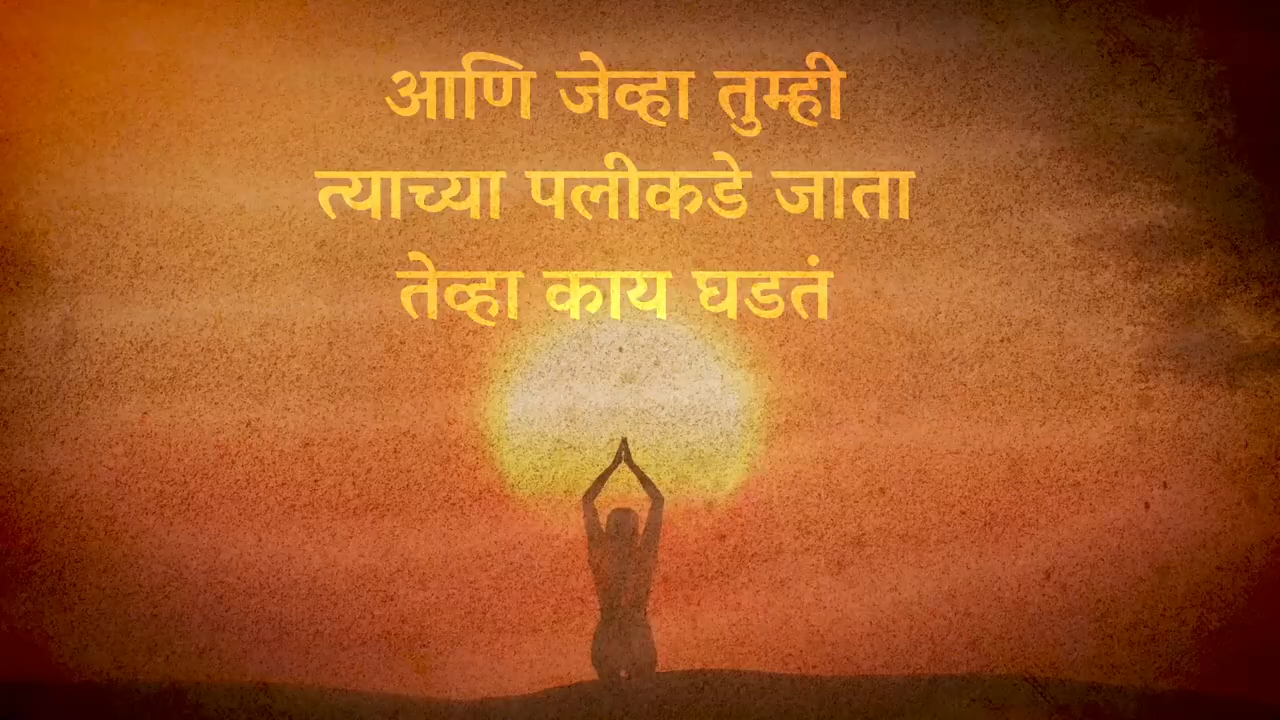 आणि जेव्हा तुम्ही
त्याच्या पलीकडे जाता
तेव्हा काय घडतं